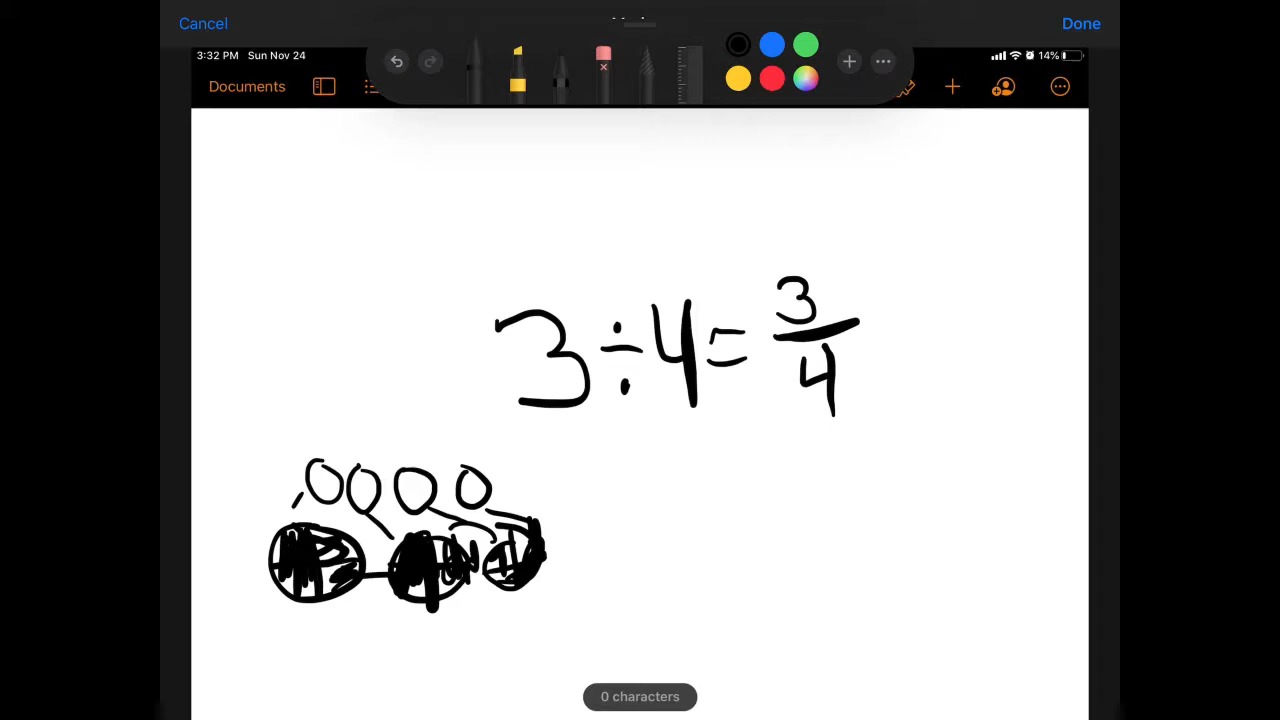 Cancel
Done
3:32 PM Sun Nov 24
14%
Documents
3 ÷ 4 = 3/4
0 characters